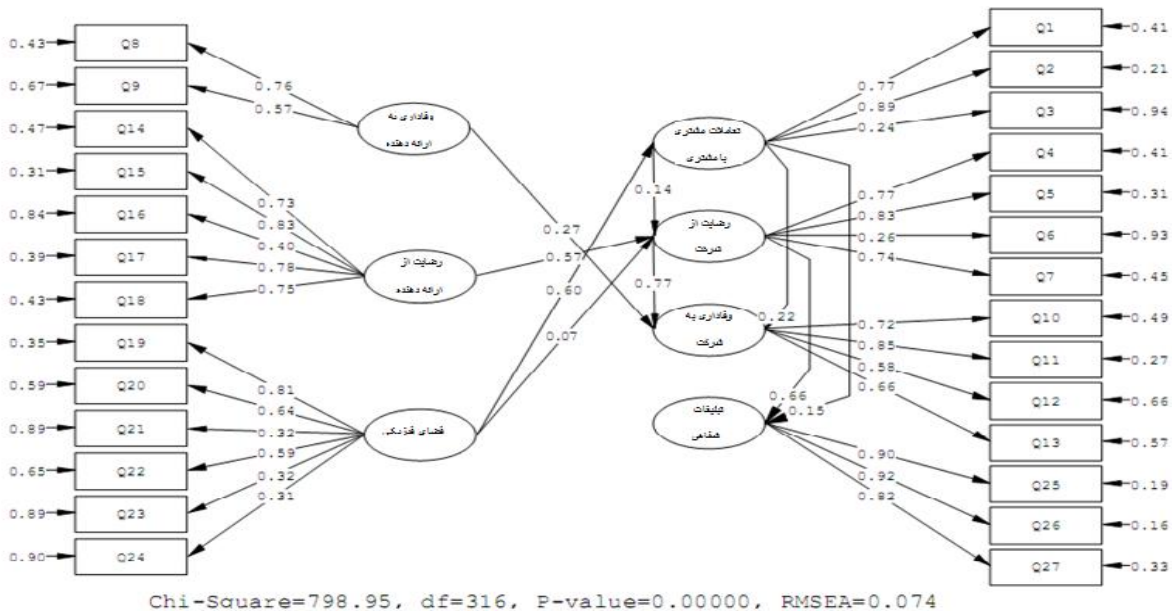 0.43
Q8
0.67
Q9
0.47
Q14
0.31
Q15
0.84
Q16
0.39
Q17
0.43
Q18
0.35
Q19
0.59
Q20
0.89
Q21
0.65
Q22
0.89
Q23
0.90
Q24
0.76
0.57
0.73
0.83
0.40
0.78
0.75
0.81
0.64
0.32
0.59
0.32
0.31
وفاداری به
ارائه دهنده
رضایت از
ارائه دهنده
فضای فیزیکی
0.27
0.57
0.60
0.07
تعاملات مشتری
با مشتری
0.14
رضایت از
شرکت
0.77
وفاداری به
شرکت
تبلیغات
شفاهی
0.22
0.66
0.15
0.77
0.89
0.24
0.77
0.83
0.26
0.74
0.72
0.85
0.58
0.66
0.90
0.92
0.82
Q1
0.41
Q2
0.21
Q3
0.94
Q4
0.41
Q5
0.31
Q6
0.93
Q7
0.45
Q10
0.49
Q11
0.27
Q12
0.66
Q13
0.57
Q25
0.19
Q26
0.16
Q27
0.33
Chi-Square=798.95, df=316, P-value=0.00000, RMSEA=0.074